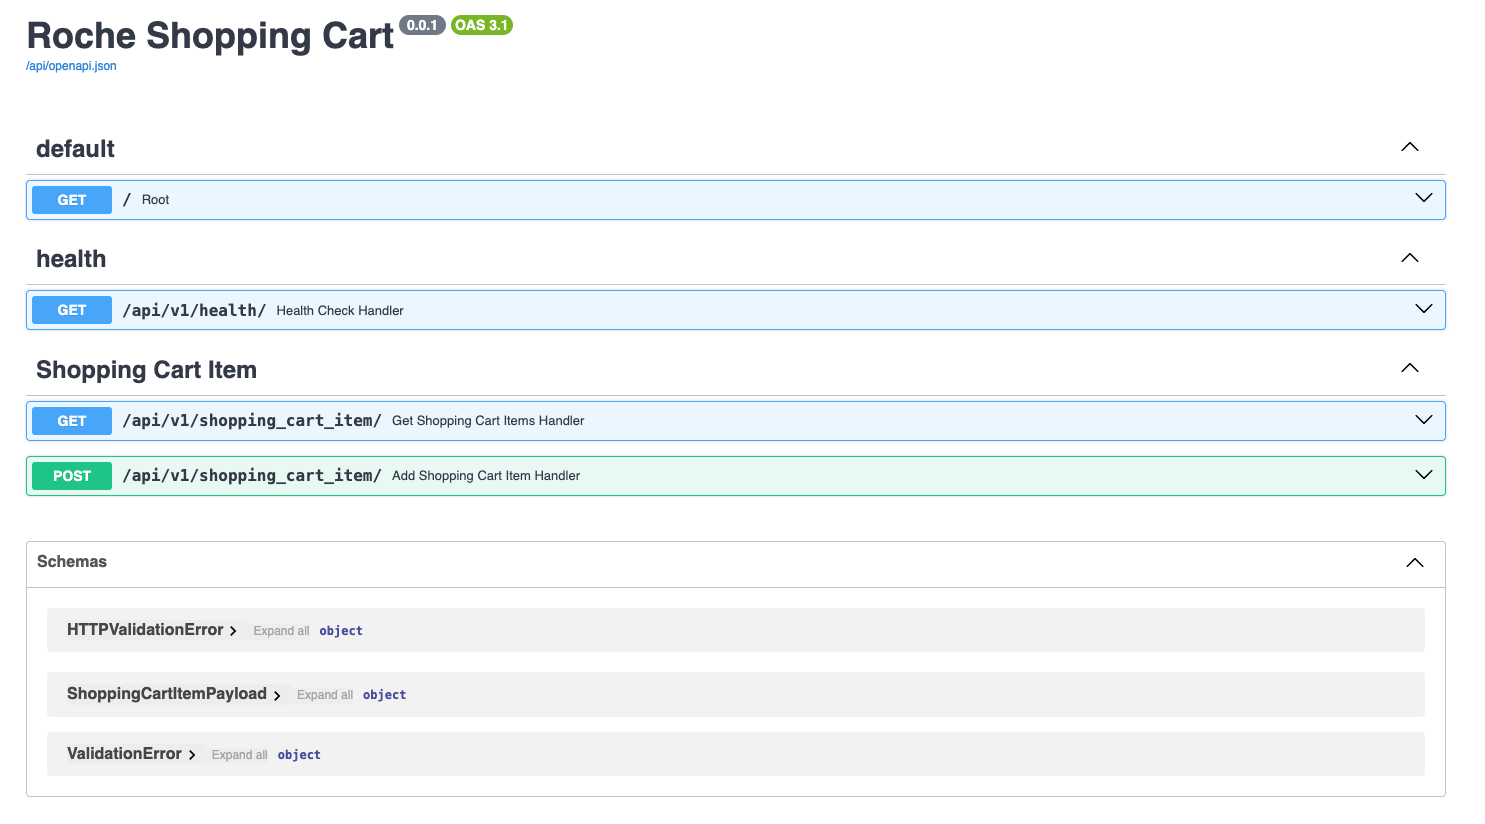 Roche Shopping Cart 0.0.1 OAS 3.1
/api/openapi.json
default
GET / Root
health
GET /api/v1/health/ Health Check Handler
Shopping Cart Item
GET /api/v1/shopping_cart_item/ Get Shopping Cart Items Handler
POST /api/v1/shopping_cart_item/ Add Shopping Cart Item Handler
Schemas
HTTPValidationError Expand all object
ShoppingCartItemPayload Expand all object
ValidationError Expand all object